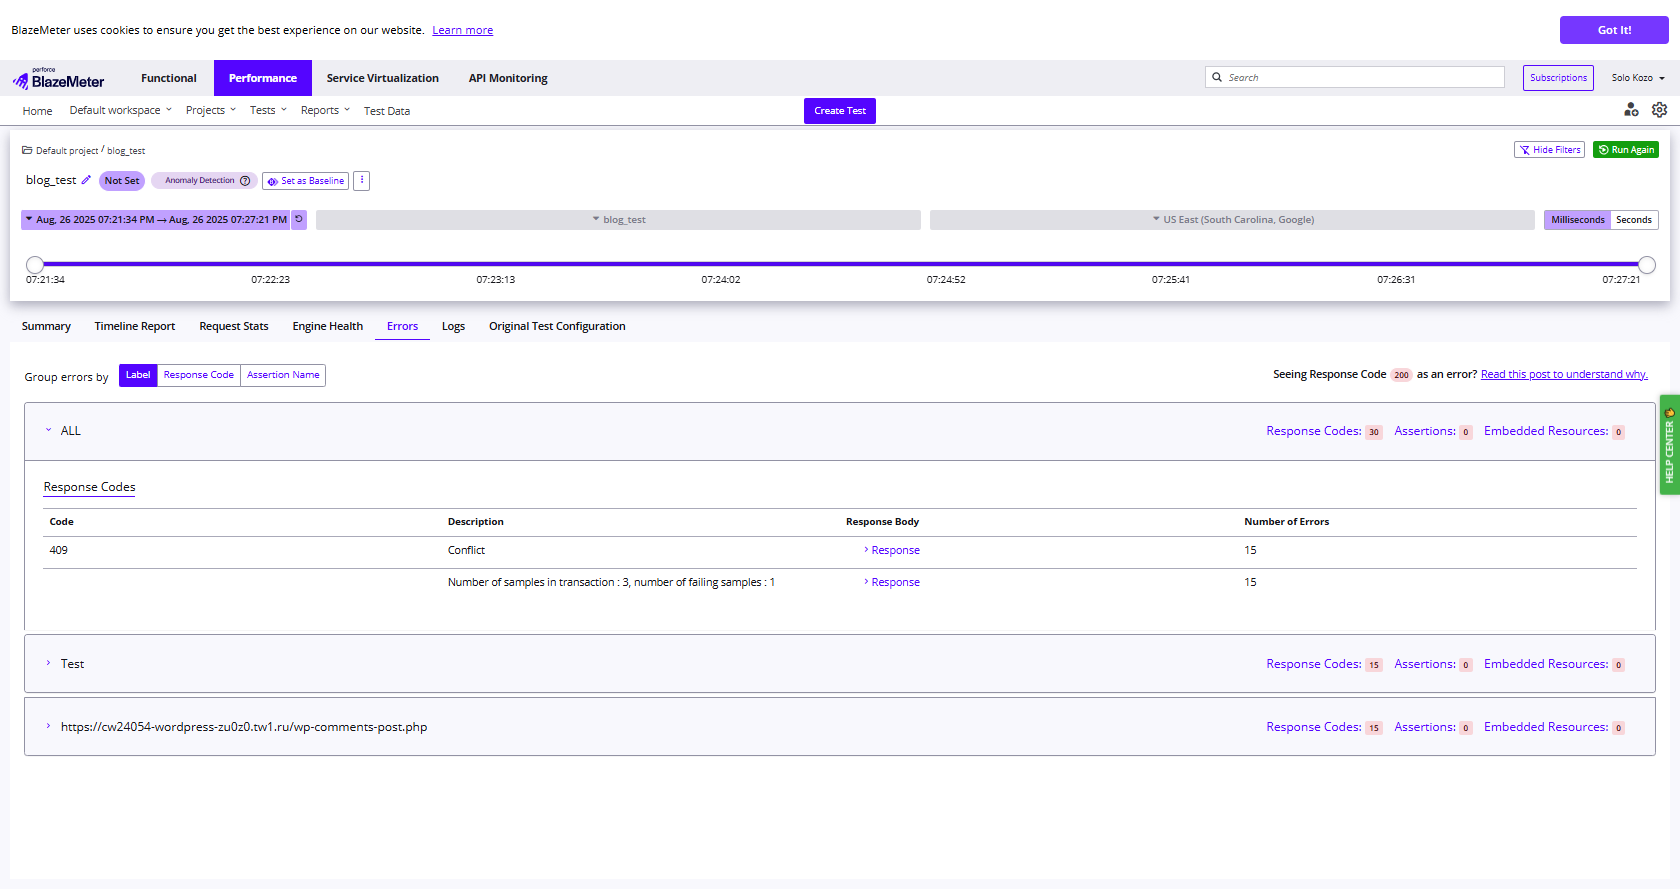 BlazeMeter uses cookies to ensure you get the best experience on our website. Learn more
Got It!
perforce
BlazeMeter
Functional Performance Service Virtualization API Monitoring
Search
Subscriptions
Solo Kozo
Home Default workspace Projects Tests Reports Test Data
Create Test
Default project / blog_test
Hide Filters
Run Again
blog_test Not Set Anomaly Detection ? Set as Baseline
Aug, 26 2025 07:21:34 PM → Aug, 26 2025 07:27:21 PM
blog_test
US East (South Carolina, Google)
Milliseconds Seconds
07:21:34 07:22:23 07:23:13 07:24:02 07:24:52 07:25:41 07:26:31 07:27:21
Summary Timeline Report Request Stats Engine Health Errors Logs Original Test Configuration
Group errors by Label Response Code Assertion Name
Seeing Response Code 200 as an error? Read this post to understand why.
ALL Response Codes: 30 Assertions: 0 Embedded Resources: 0
HELP CENTER
Response Codes
Code Description Response Body Number of Errors
409 Conflict Response 15
Number of samples in transaction : 3, number of failing samples : 1 Response 15
Test Response Codes: 15 Assertions: 0 Embedded Resources: 0
https://cw24054-wordpress-zu0z0.tw1.ru/wp-comments-post.php Response Codes: 15 Assertions: 0 Embedded Resources: 0